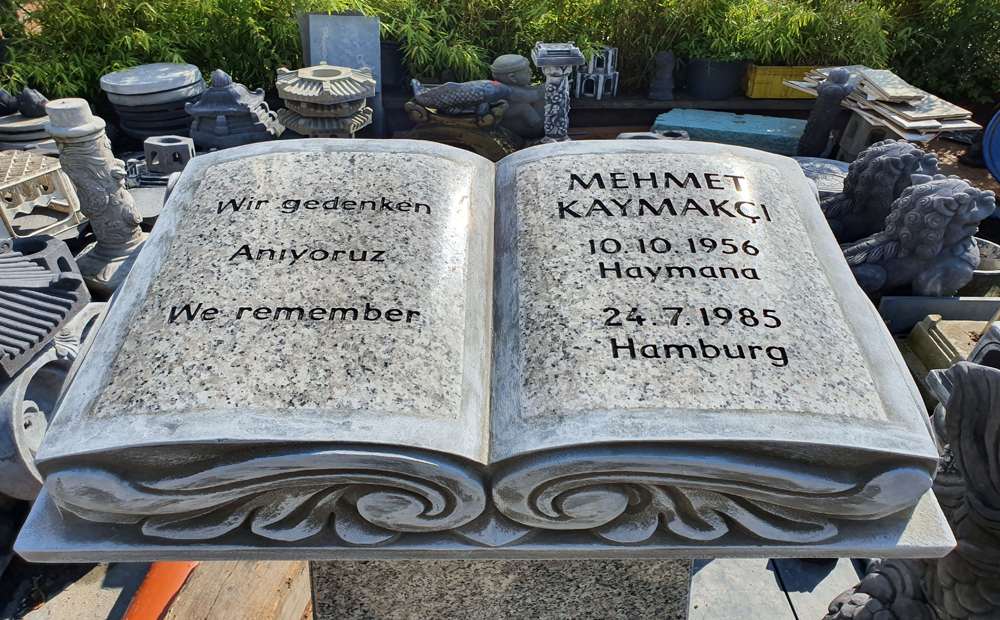 Wir gedenken
Anıyoruz
We remember
MEHMET
KAYMAKÇI
10.10.1956
Haymana
24.7.1985
Hamburg